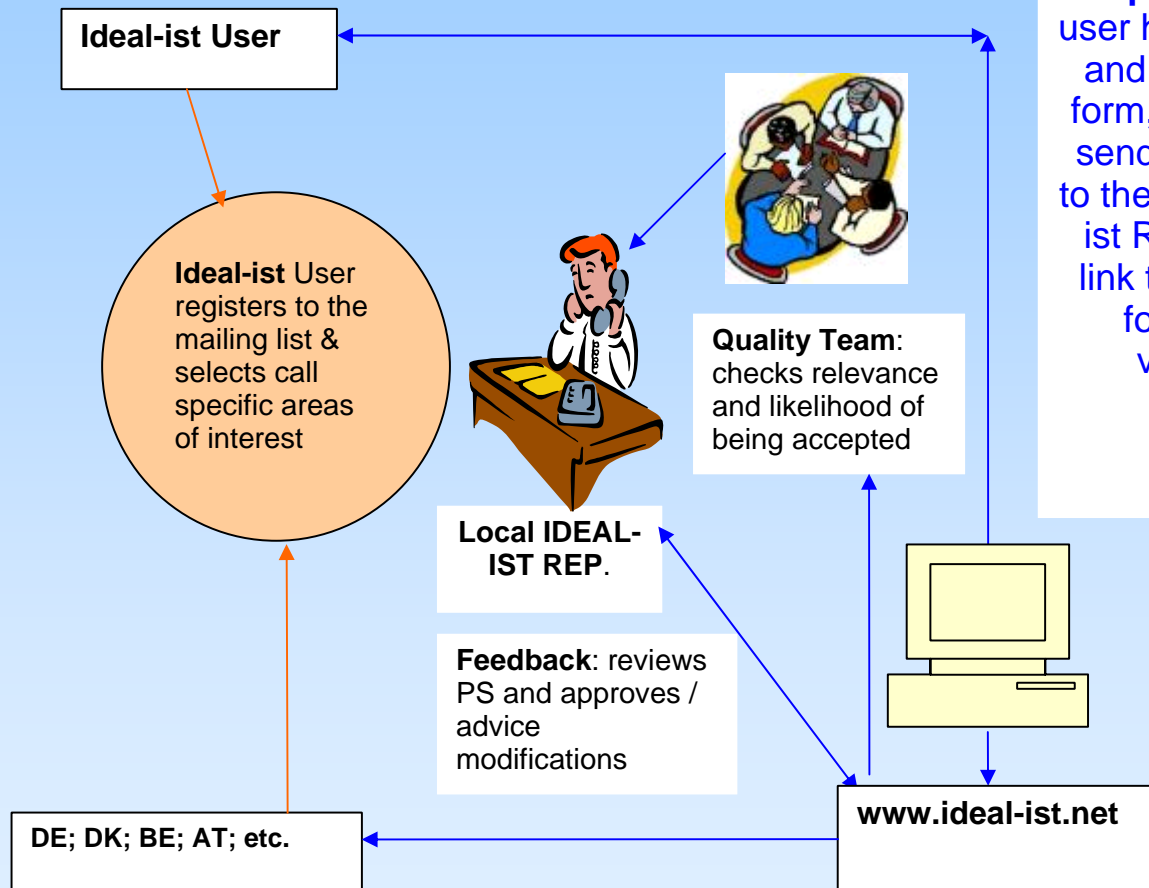 Ideal-ist User
user
and
form,
send
to the
ist
link
Ideal-ist User
registers to the
mailing list &
selects call
specific areas
of interest
Quality Team:
checks relevance
and likelihood of
being accepted
Local IDEAL-
IST REP.
Feedback: reviews
PS and approves /
advice
modifications
www.ideal-ist.net
DE; DK; BE; AT; etc.